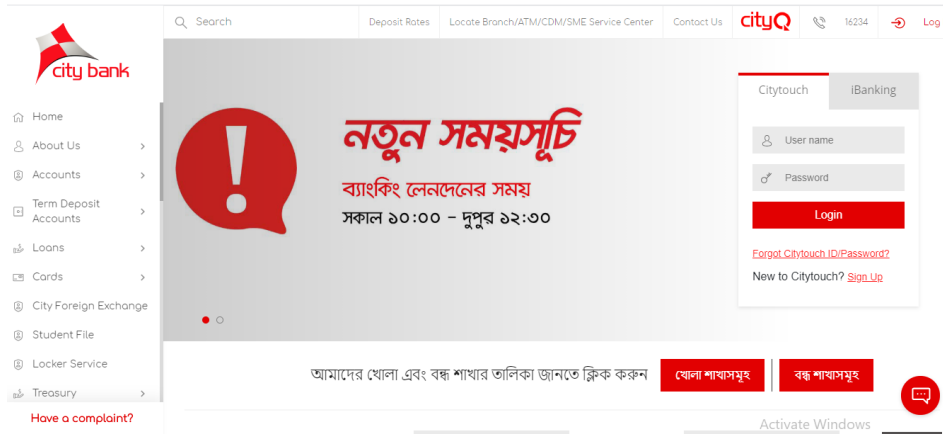 city bank
Search
Deposit Rates
Locate Branch/ATM/CDM/SME Service Center
Contact Us
cityQ
16234
Log
Home
About Us
Accounts
Term Deposit
Accounts
Loans
Cards
City Foreign Exchange
Student File
Locker Service
Treasury
Have a complaint?
নতুন সময়সূচি
ব্যাংকিং লেনদেনের সময়
সকাল ১০:০০ – দুপুর ১২:৩০
Citytouch
iBanking
User name
Password
Login
Forgot Citytouch ID/Password?
New to Citytouch? Sign Up
আমাদের খোলা এবং বন্ধ শাখার তালিকা জানতে ক্লিক করুন
খোলা শাখাসমূহ
বন্ধ শাখাসমূহ
Activate Windows